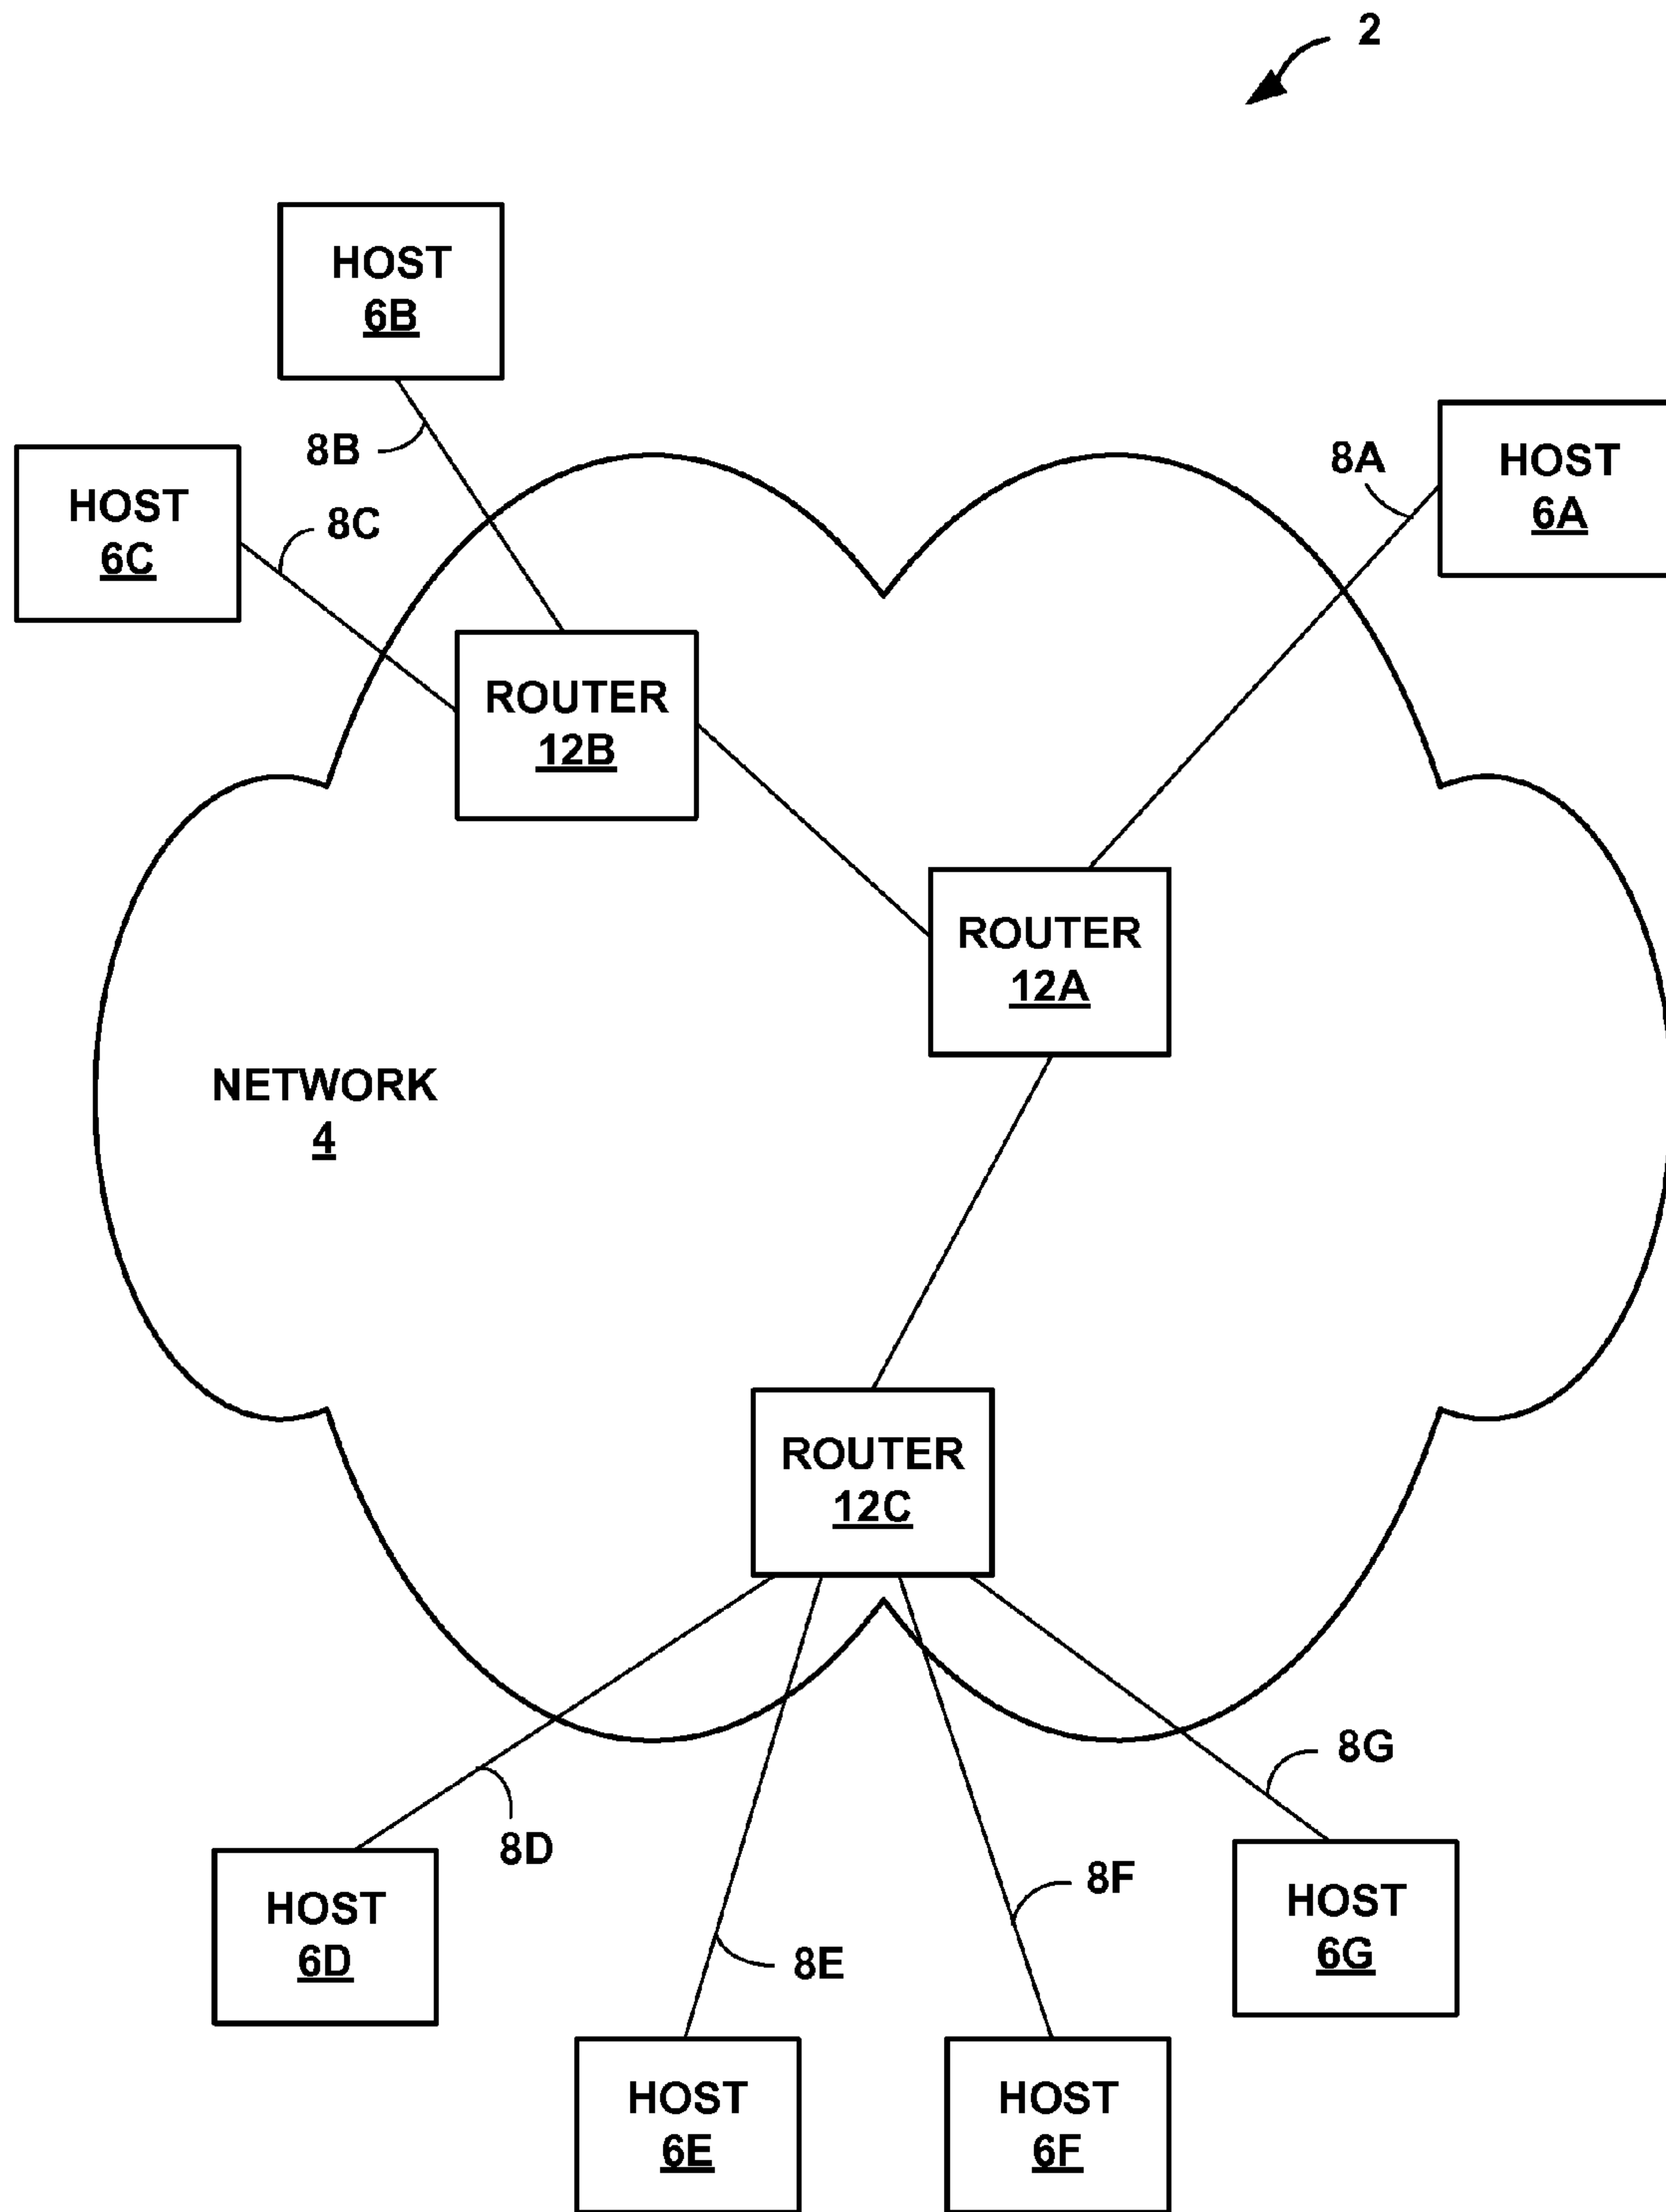 2
HOST
6B
8B
8A
HOST
6A
HOST
6C
8C
ROUTER
12B
ROUTER
12A
NETWORK
4
ROUTER
12C
8G
8D
8F
HOST
6D
8E
HOST
6G
HOST
6E
HOST
6F